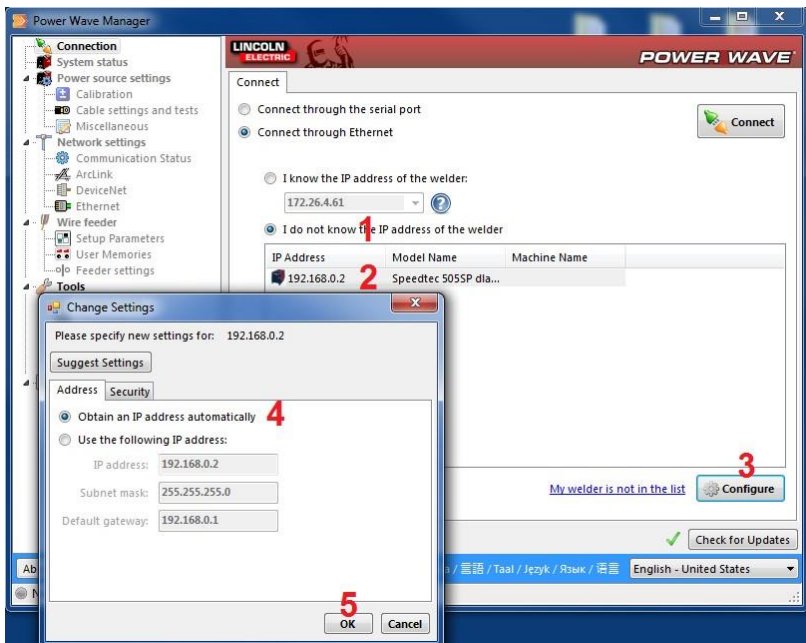 Power Wave Manager
Connection
System status
Power source settings
Calibration
Cable settings and tests
Miscellaneous
Network settings
Communication Status
ArcLink
DeviceNet
Ethernet
Wire feeder
Setup Parameters
User Memories
Feeder settings
Tools
LINCOLN
ELECTRIC
POWER WAVE
Connect
Connect through the serial port
Connect through Ethernet
Connect
I know the IP address of the welder:
172.26.4.61
1
I do not know the IP address of the welder
IP Address Model Name Machine Name
192.168.0.2 2 Speedtec 505SP dla...
3
My welder is not in the list Configure
Check for Updates
Ab
/ 言語 / Taal / Język / Язык / 语言 English - United States
N
Change Settings
Please specify new settings for: 192.168.0.2
Suggest Settings
Address Security
Obtain an IP address automatically 4
Use the following IP address:
IP address: 192.168.0.2
Subnet mask: 255.255.255.0
Default gateway: 192.168.0.1
5
OK Cancel